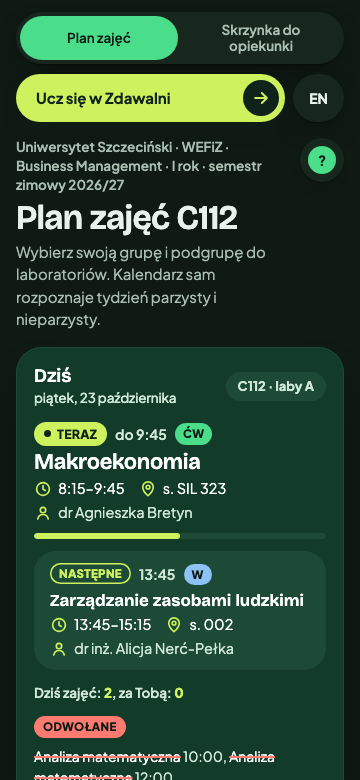 Plan zajęć
Skrzynka do
opiekunki
Ucz się w Zdawalni
EN
Uniwersytet Szczeciński · WEFiZ ·
Business Management · I rok · semestr
zimowy 2026/27
?
Plan zajęć C112
Wybierz swoją grupę i podgrupę do
laboratoriów. Kalendarz sam
rozpoznaje tydzień parzysty i
nieparzysty.
Dziś
piątek, 23 października
C112 · laby A
TERAZ do 9:45 ĆW
Makroekonomia
8:15–9:45 s. SIL 323
dr Agnieszka Bretyn
NASTĘPNE 13:45 W
Zarządzanie zasobami ludzkimi
13:45–15:15 s. 002
dr inż. Alicja Nerć-Pełka
Dziś zajęć: 2, za Tobą: 0
ODWOŁANE
Analiza matematyczna 10:00, Analiza
matematyczna 12:00